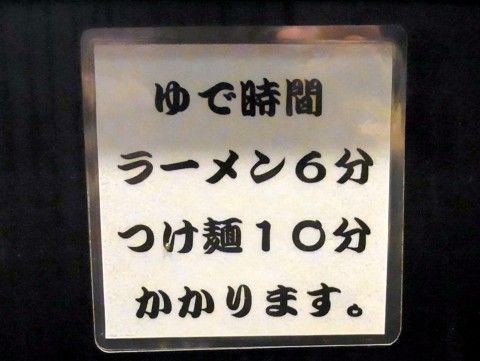 ゆで時間
ラーメン６分
つけ麺１０分
かかります。